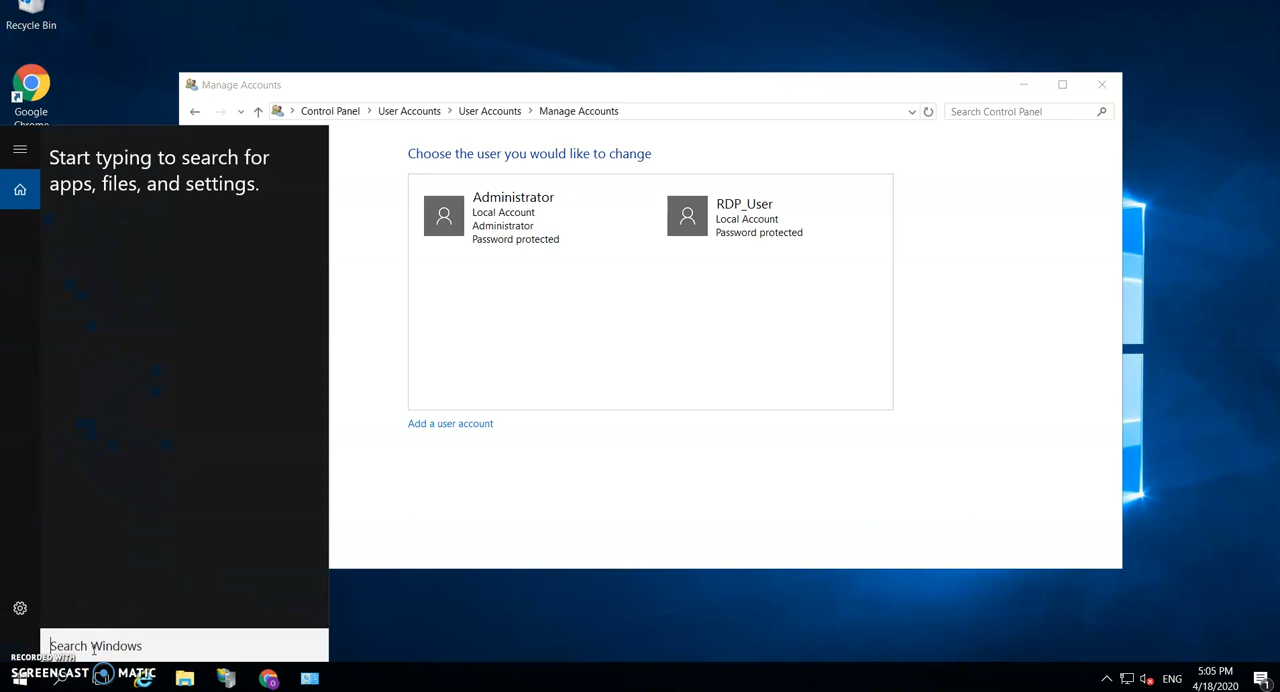 Recycle Bin
Google
Chrome
Manage Accounts
Control Panel > User Accounts > User Accounts > Manage Accounts
Search Control Panel
Start typing to search for
apps, files, and settings.
Choose the user you would like to change
Administrator
Local Account
Administrator
Password protected
RDP_User
Local Account
Password protected
Add a user account
Search Windows
RECORDED WITH
SCREENCAST MATIC
ENG
5:05 PM
4/18/2020
1